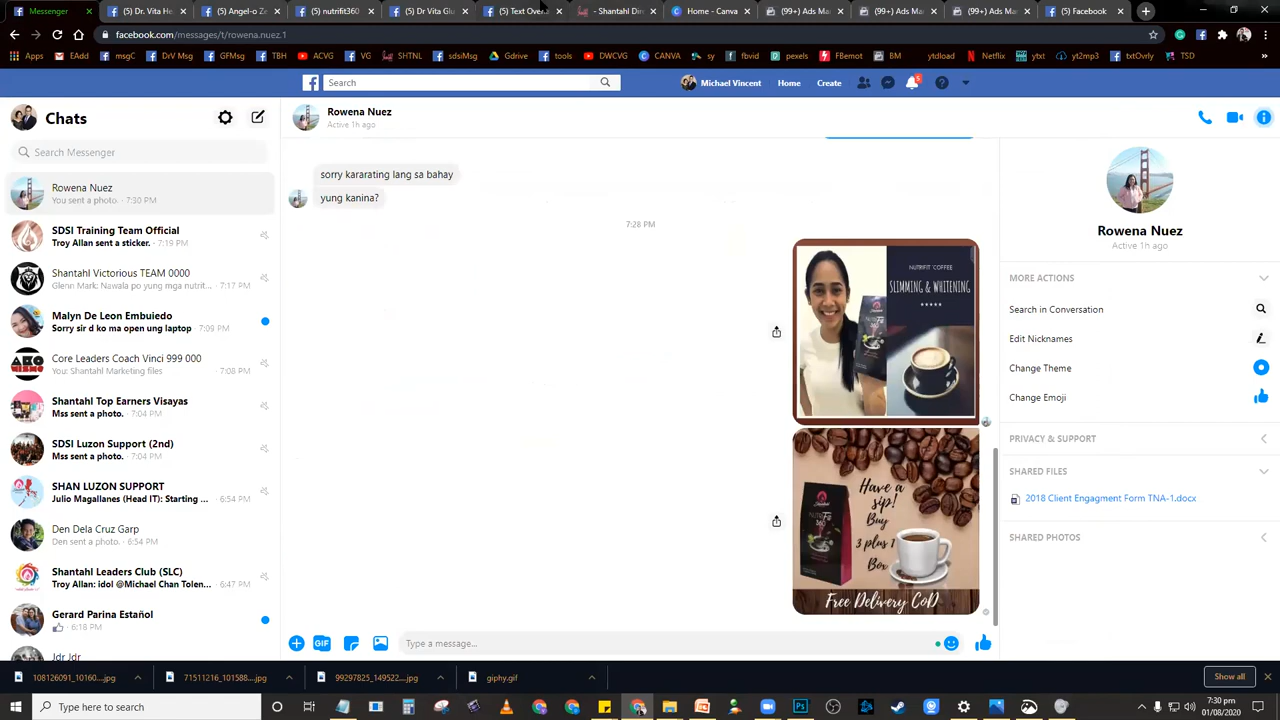 Messenger
Dr. Vita He
Angel-o Ze
nutrifit360
Dr Vita Glu
Text Over
- Shantahl Din
Home - Canva
(99+) Ads Ma
(99+) Ads Ma
(99+) Ads Ma
Facebook
facebook.com/messages/t/rowena.nuez.1
Apps
msgC
DrV Msg
GFMsg
ACVG
VG
SHTNL
sdsiMsg
Gdrive
tools
DWCVG
CANVA
sy
fbvid
pexels
FBemot
BM
ytdload
Netflix
ytxt
yt2mp3
txtOvrly
TSD
Search
Michael Vincent
Home
Create
5
Chats
Search Messenger
Rowena Nuez
You sent a photo. · 7:30 PM
SDSI Training Team Official
Troy Allan sent a sticker. · 7:19 PM
Shantahl Victorious TEAM 0000
Glenn Mark: Nawala po yung mga nutrit... · 7:17 PM
Malyn De Leon Embuiedo
Sorry sir d ko ma open ung laptop · 7:09 PM
Core Leaders Coach Vinci 999 000
You: Shantahl Marketing files · 7:08 PM
Shantahl Top Earners Visayas
Mss sent a photo. · 7:04 PM
SDSI Luzon Support (2nd)
Mss sent a photo. · 7:04 PM
SHAN LUZON SUPPORT
Julio Magallanes (Head IT): Starting ... · 6:54 PM
Den Dela Cruz Garp
Den sent a photo. · 6:54 PM
Shantahl Leaders Club (SLC)
Troy Allan: idol @Michael Chan Tolen... · 6:47 PM
Gerard Parina Estañol
· 6:18 PM
Jdr Jdr
Rowena Nuez
Active 1h ago
sorry kararating lang sa bahay
yung kanina?
7:28 PM
NUTRIFIT COFFEE
SLIMMING & WHITENING
Have a
sip!
Buy
3 plus 1
Box
Free Delivery CoD
GIF
Type a message...
Rowena Nuez
Active 1h ago
MORE ACTIONS
Search in Conversation
Edit Nicknames
Change Theme
Change Emoji
PRIVACY & SUPPORT
SHARED FILES
2018 Client Engagment Form TNA-1.docx
SHARED PHOTOS
108126091_10160....jpg
71511216_101588....jpg
99297825_149522....jpg
giphy.gif
Show all
Type here to search
7:30 pm
01/08/2020